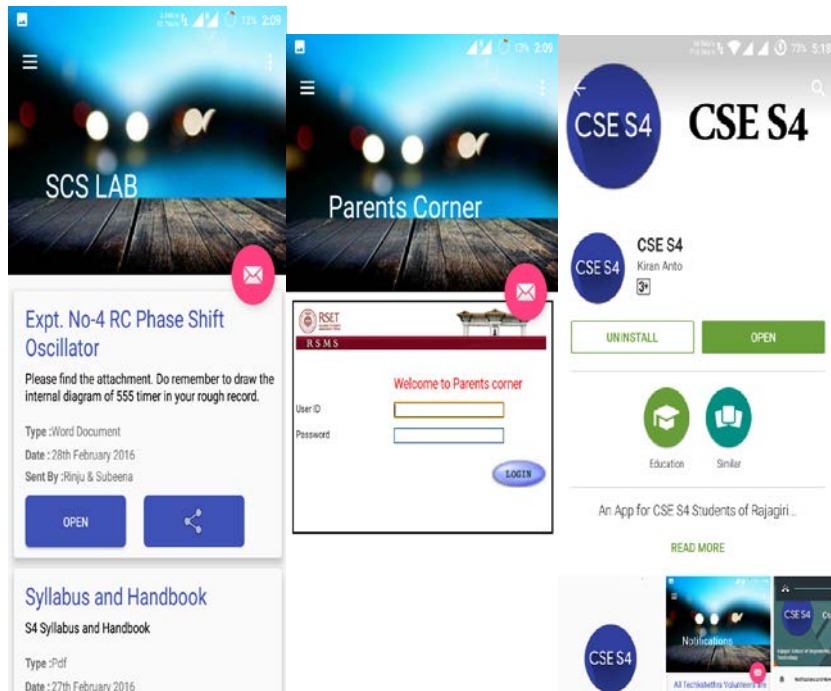 12% 2:09
SCS LAB
Expt. No-4 RC Phase Shift
Oscillator
Please find the attachment. Do remember to draw the
internal diagram of 555 timer in your rough record.
Type :Word Document
Date : 28th February 2016
Sent By :Rinju & Subeena
OPEN
Syllabus and Handbook
S4 Syllabus and Handbook
Type :Pdf
Date : 27th February 2016
13% 2:09
Parents Corner
RSET
RSMS
Welcome to Parents corner
User ID
Password
LOGIN
73% 5:18
CSE S4
CSE S4
CSE S4
CSE S4
Kiran Anto
3+
UNINSTALL
OPEN
Education
Similar
An App for CSE S4 Students of Rajagiri...
READ MORE
CSE S4
Notifications
All Techkshethra Volunteers are
CSE S4